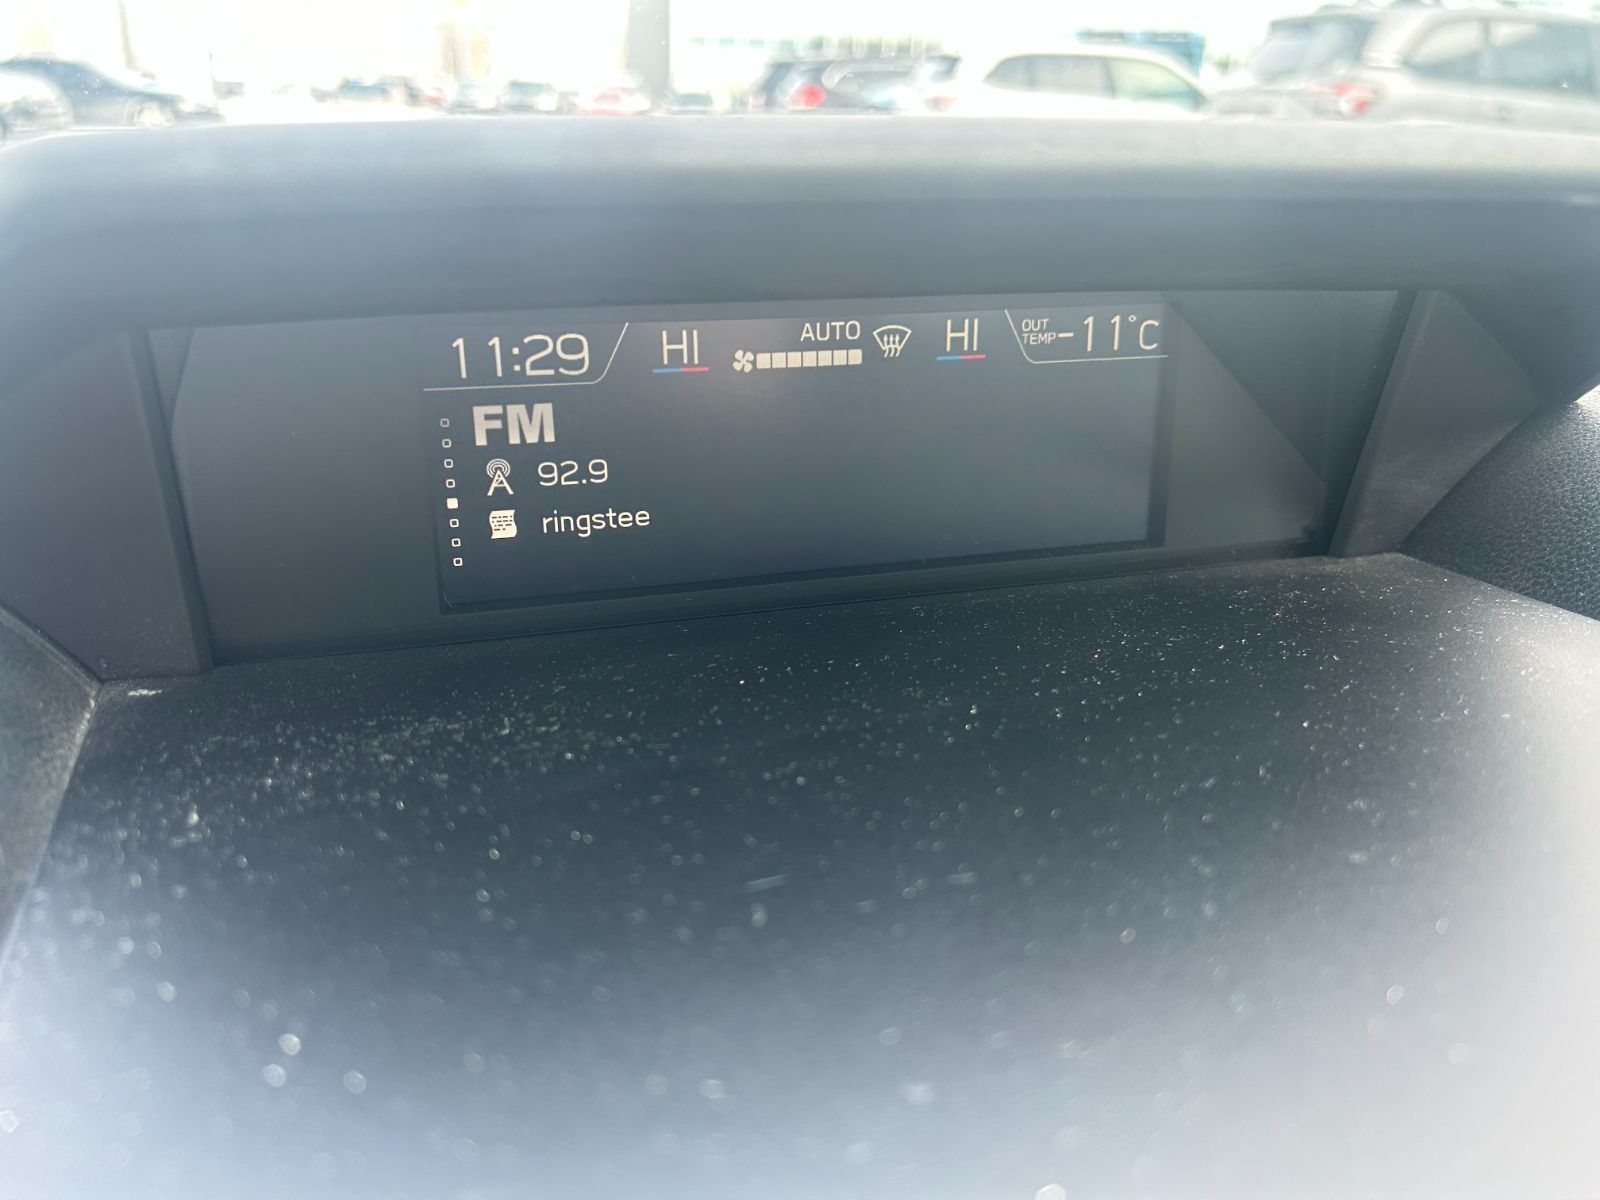 11:29 HI AUTO HI OUT TEMP -11°C
FM
92.9
ringstee